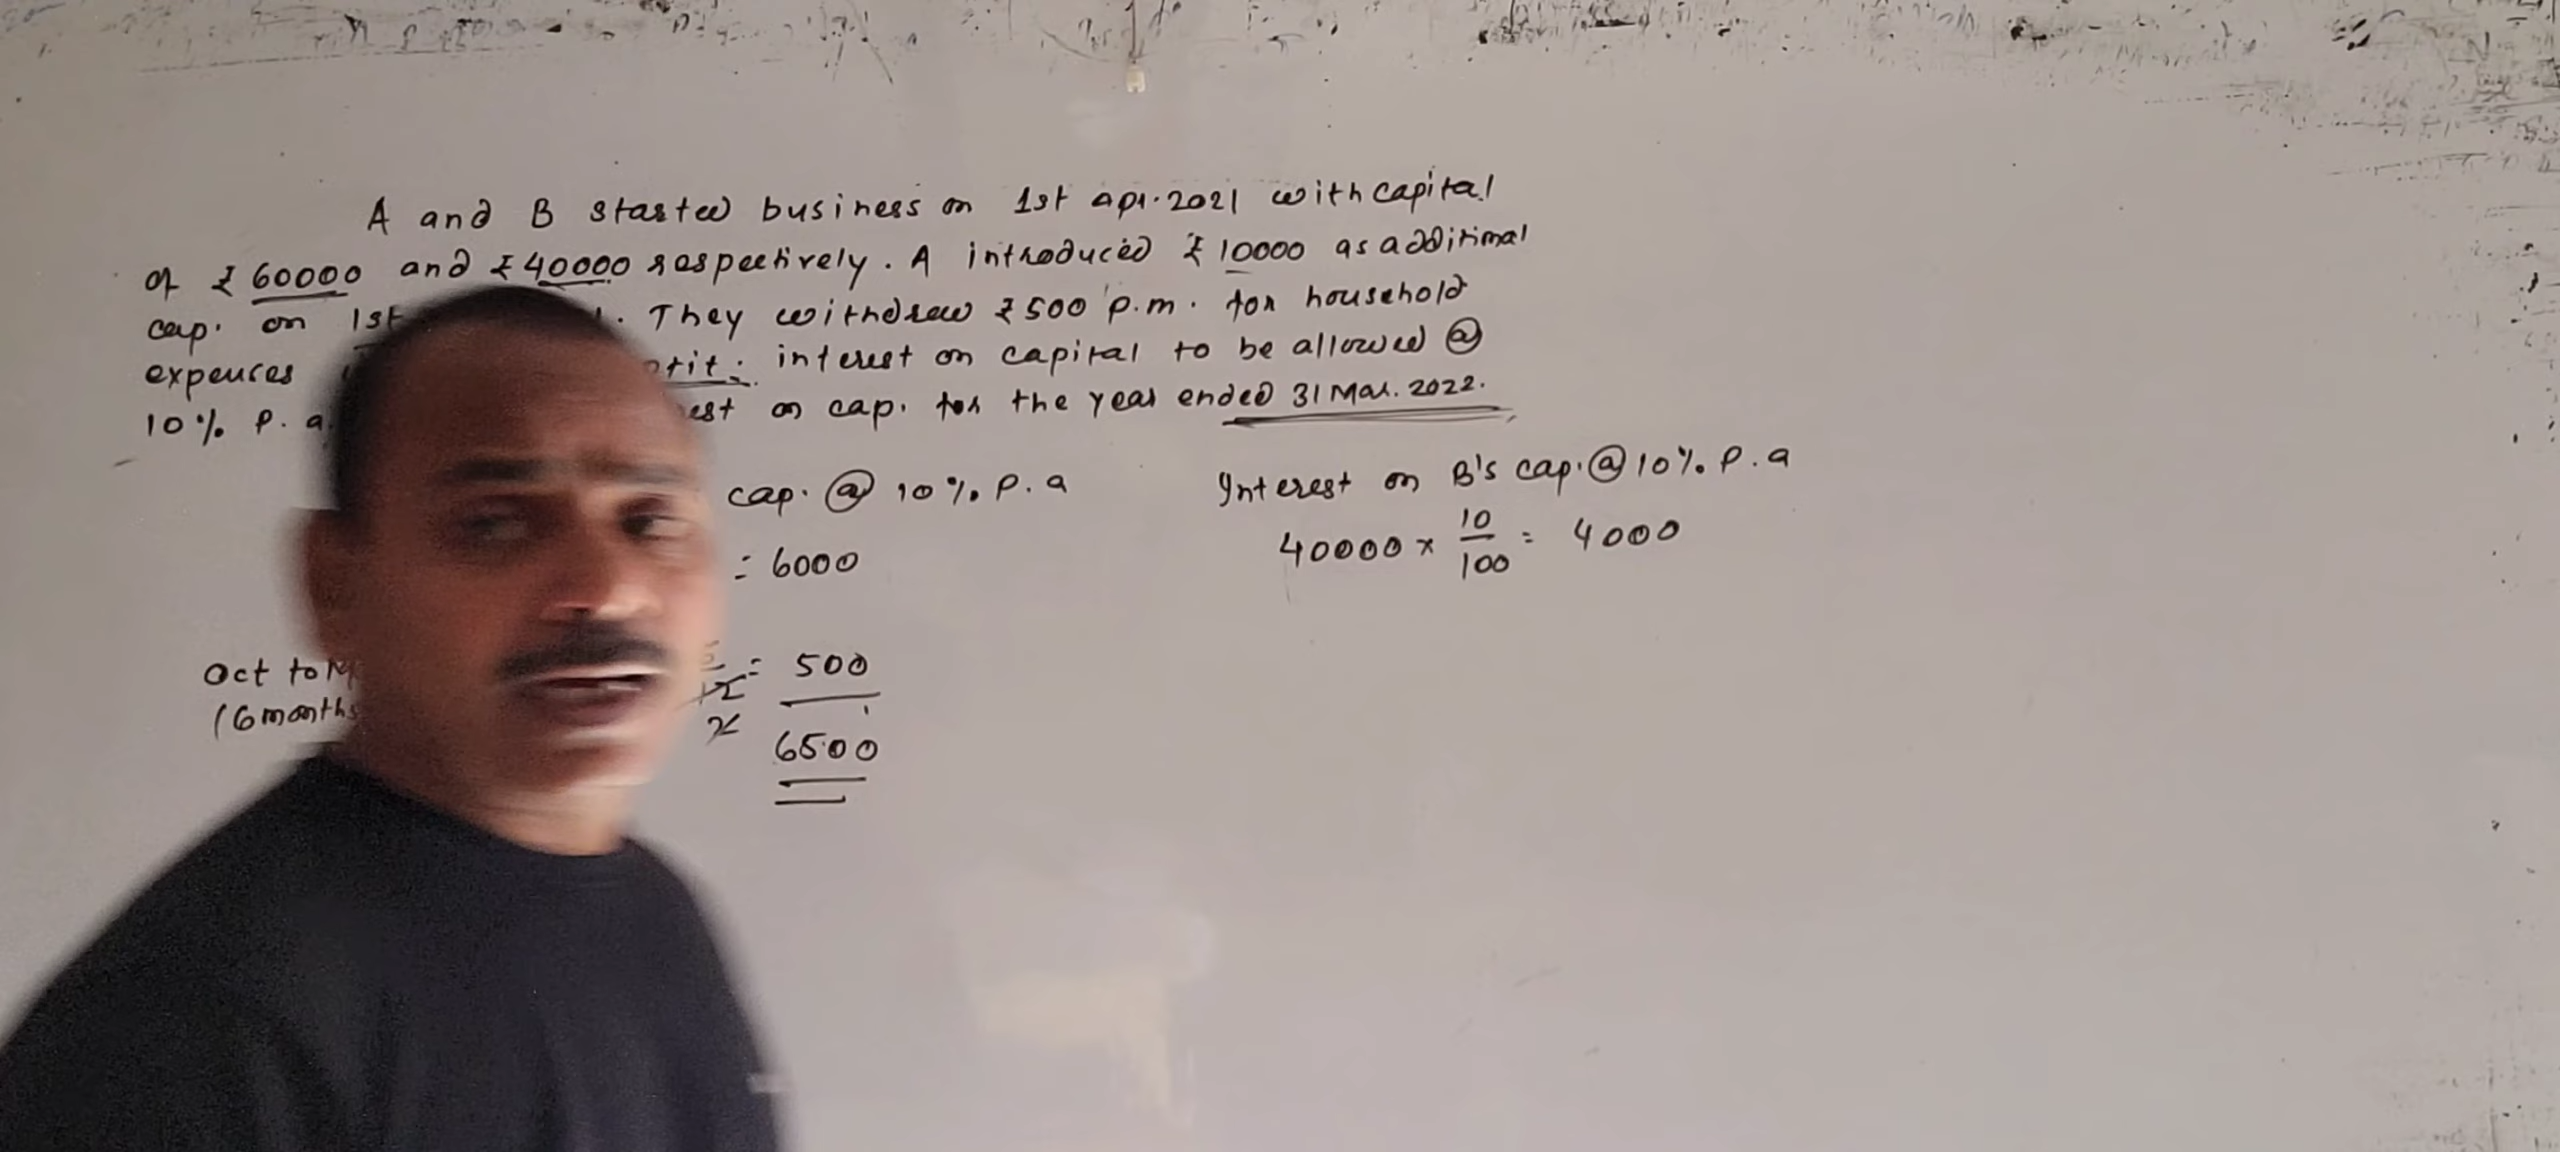 A and B started business on 1st apr.2021 with capital
of ₹ 60000 and ₹ 40000 respectively. A introduced ₹ 10000 as additional
cap. on 1st They withdrew ₹ 500 p.m. for household
expences interest on capital to be allowed @
10% P.a on cap. for the year ended 31 Mar. 2022.
cap. @ 10%. P.a
= 6000
Oct to
(6 months
12 = 500
6500
Interest on B's cap. @ 10%. P.a
40000 x 10/100 = 4000